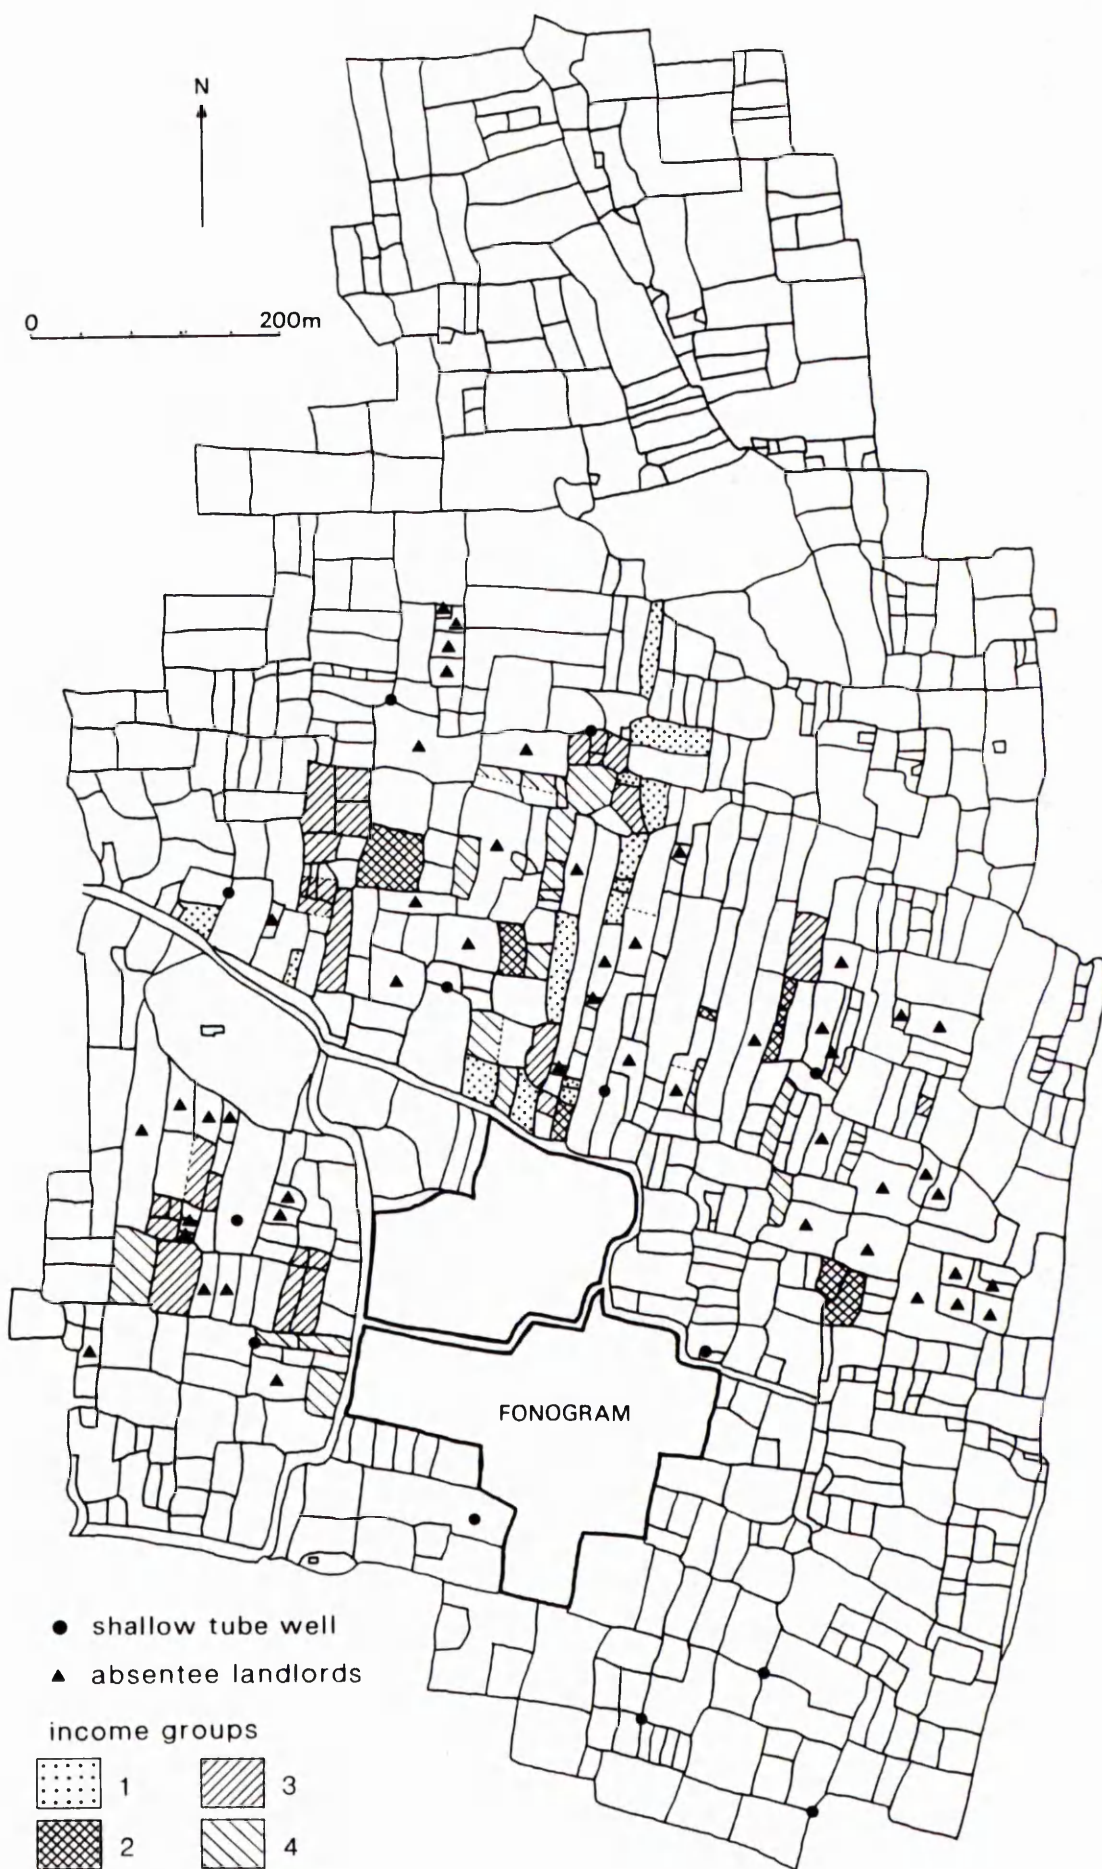 N
0 200m
FONOGRAM
shallow tube well
absentee landlords
income groups
1 3
2 4